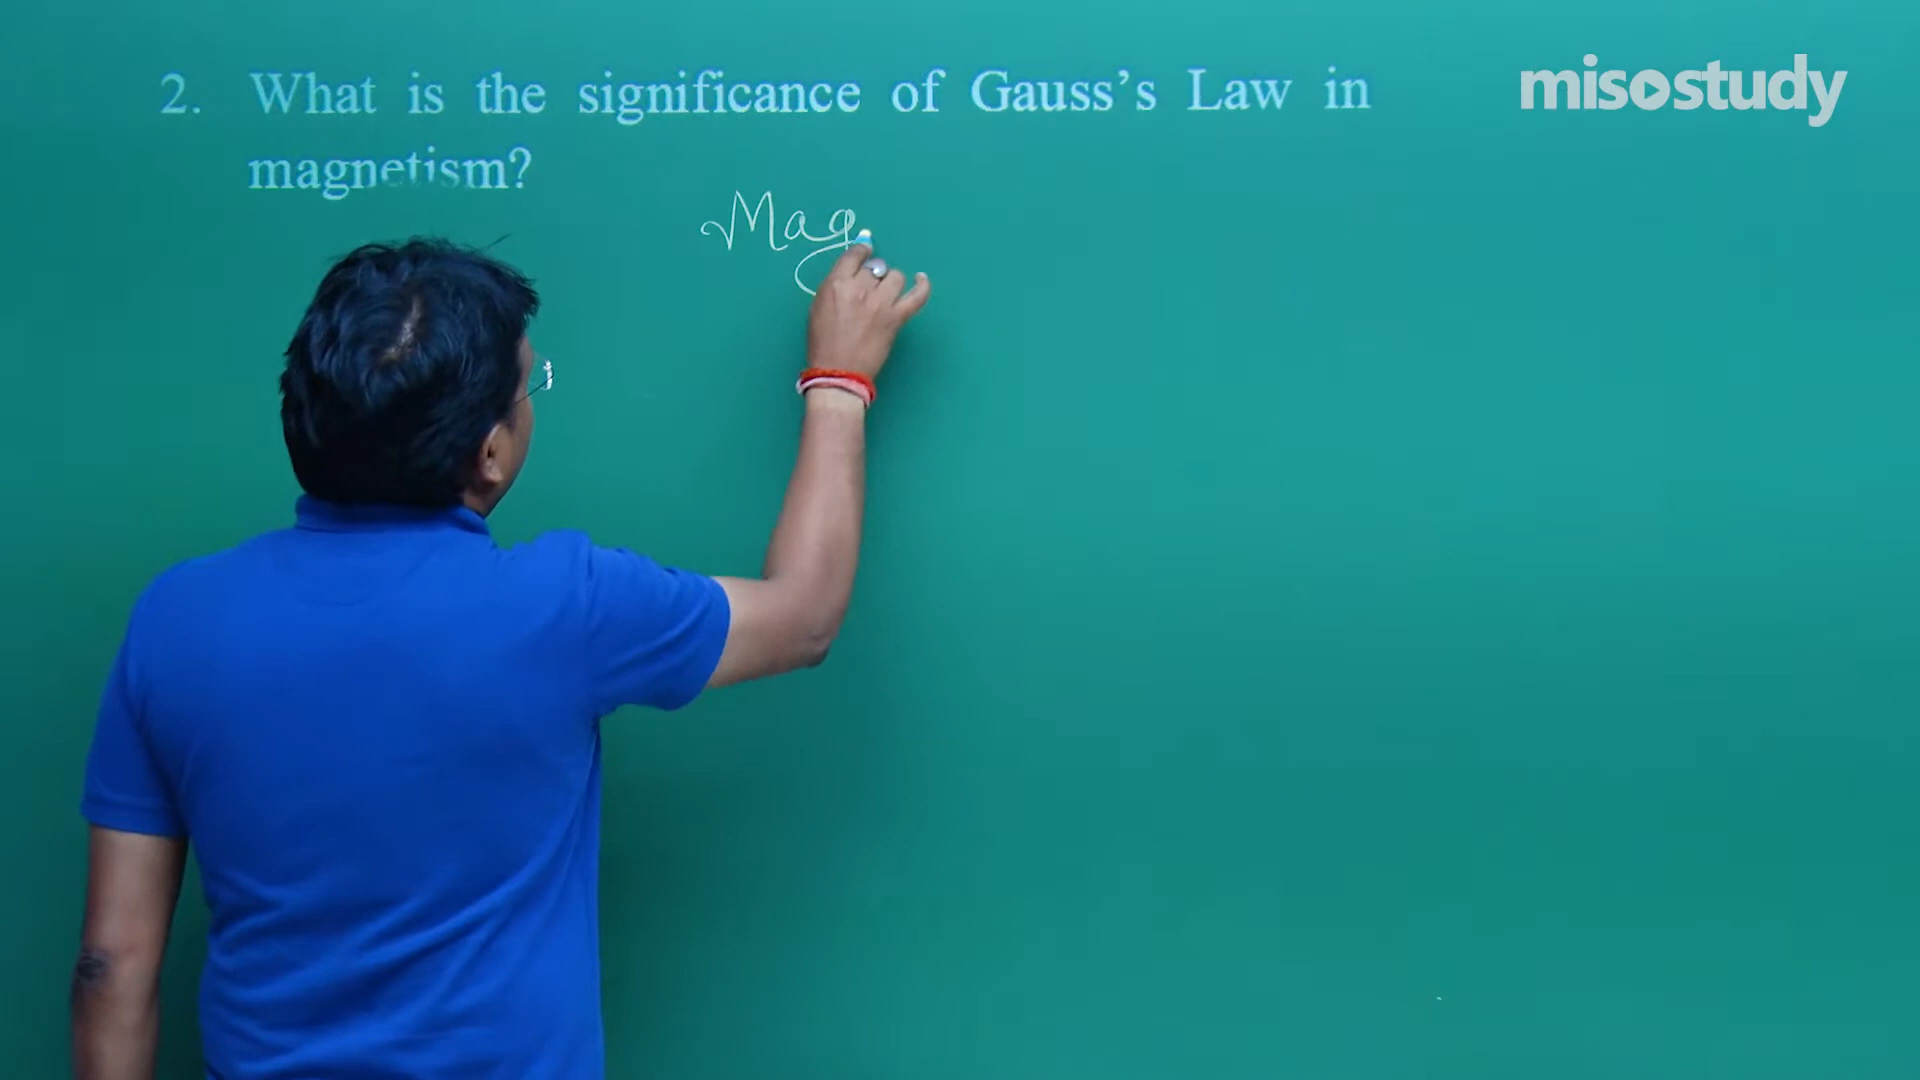 2. What is the significance of Gauss's Law in
misostudy
magnetism?
Mag